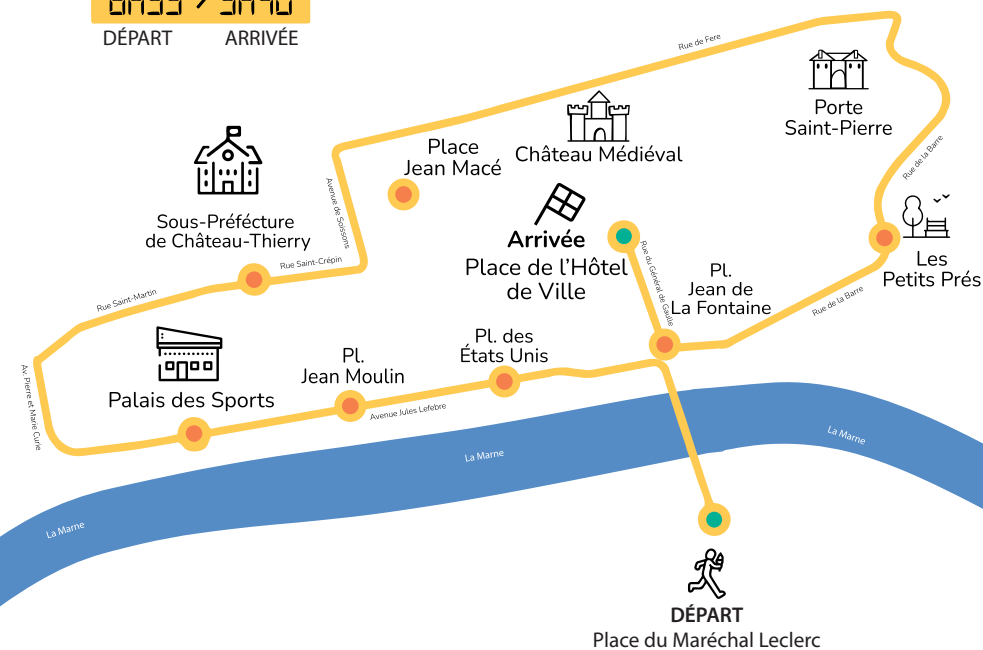 DÉPART ARRIVÉE
Rue de Fere
Porte
Saint-Pierre
Château Médiéval
Place
Jean Macé
Rue de la Barre
Avenue de Soissons
Sous-Préfécture
de Château-Thierry
Rue Saint-Crépin
Arrivée
Place de l’Hôtel
de Ville
Rue du Général de Gaulle
Les
Petits Prés
Pl.
Jean de
La Fontaine
Rue de la Barre
Rue Saint-Martin
Pl. des
États Unis
Pl.
Jean Moulin
Av. Pierre et Marie Curie
Palais des Sports
Avenue Jules Lefebre
La Marne
La Marne
La Marne
DÉPART
Place du Maréchal Leclerc